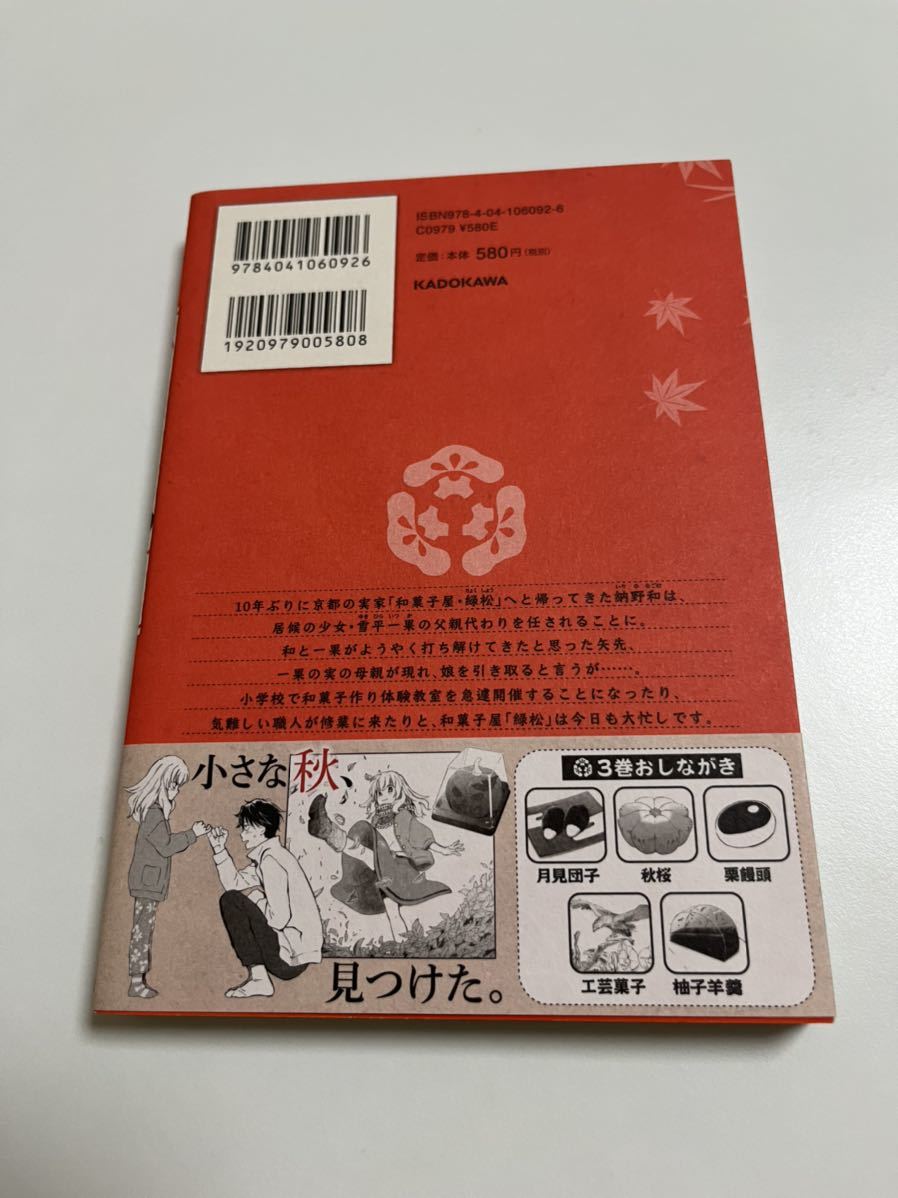 9784041060926
1920979005808
ISBN978-4-04-106092-6
C0979 ¥580E
定価：本体 580円（税別）
KADOKAWA
10年ぶりに京都の実家「和菓子屋・緑松」へと帰ってきた納野和は、
居候の少女・雪平一果の父親代わりを任されることに。
和と一果がようやく打ち解けてきたと思った矢先、
一果の実の母親が現れ、娘を引き取ると言うが……。
小学校で和菓子作り体験教室を急遽開催することになったり、
気難しい職人が修業に来たりと、和菓子屋「緑松」は今日も大忙しです。
小さな秋、
見つけた。
3巻おしながき
月見団子
秋桜
栗饅頭
工芸菓子
柚子羊羹